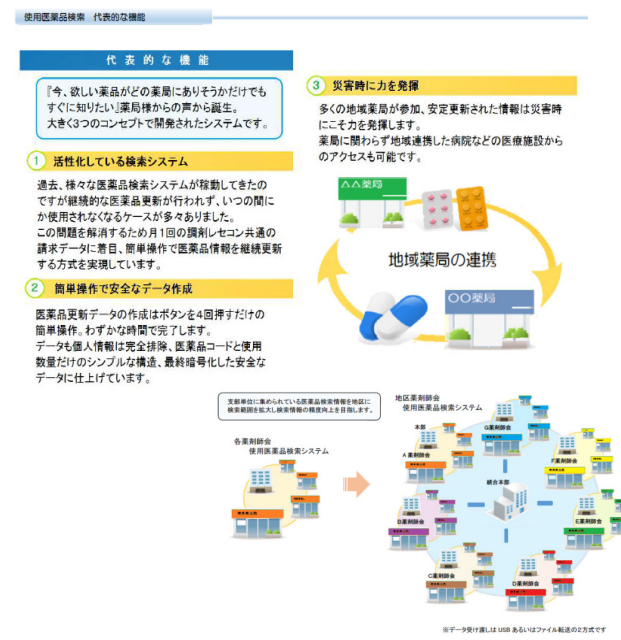 使用医薬品検索　代表的な機能
代表的な機能
『今、欲しい薬品がどの薬局にありそうかだけでも
すぐに知りたい』薬局様からの声から誕生。
大きく3つのコンセプトで開発されたシステムです。
1 活性化している検索システム
過去、様々な医薬品検索システムが稼動してきたの
ですが継続的な医薬品更新が行われず、いつの間に
か使用されなくなるケースが多々ありました。
この問題を解消するため月1回の調剤レセコン共通の
請求データに着目、簡単操作で医薬品情報を継続更新
する方式を実現しています。
2 簡単操作で安全なデータ作成
医薬品更新データの作成はボタンを4回押すだけの
簡単操作。わずかな時間で完了します。
データも個人情報は完全排除、医薬品コードと使用
数量だけのシンプルな構造、最終暗号化した安全な
データに仕上げています。
3 災害時に力を発揮
多くの地域薬局が参加、安定更新された情報は災害時
にこそ力を発揮します。
薬局に関わらず地域連携した病院などの医療施設から
のアクセスも可能です。
△△薬局
地域薬局の連携
〇〇薬局
支部単位に集められている医薬品検索情報を地区に
検索範囲を拡大し検索情報の精度向上を目指します。
各薬剤師会
使用医薬品検索システム
地区薬剤師会
使用医薬品検索システム
本部
A薬剤師会
G薬剤師会
F薬剤師会
統合本部
B薬剤師会
E薬剤師会
C薬剤師会
D薬剤師会
※データ受け渡しは USB あるいはファイル転送の2方式です